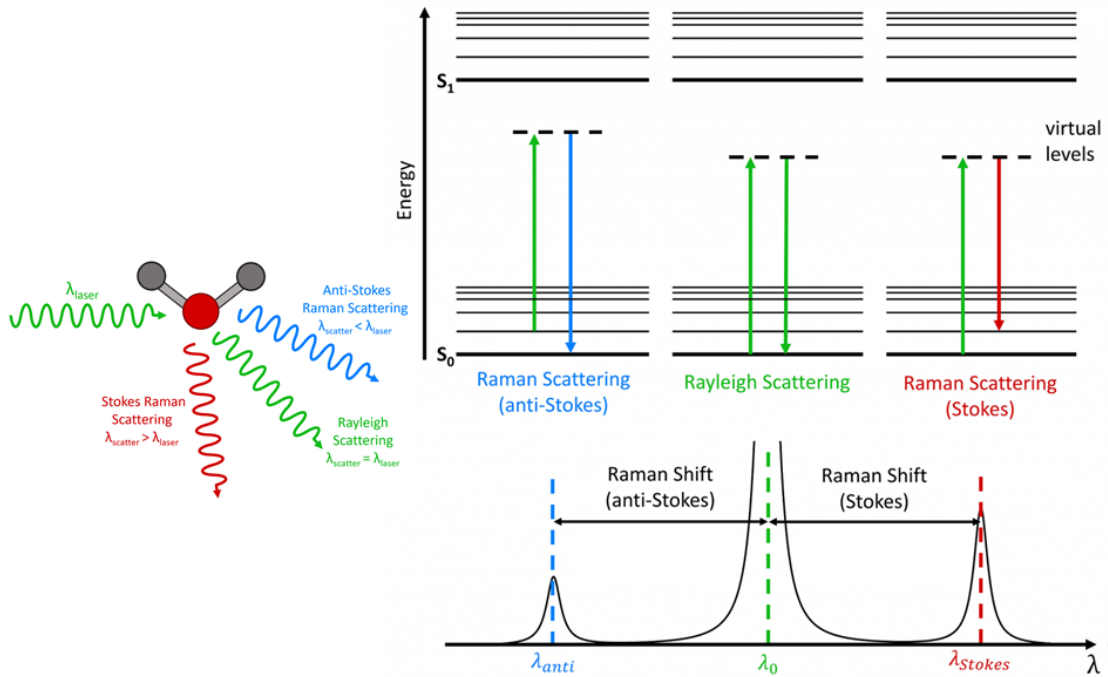 λlaser
Anti-Stokes
Raman Scattering
λscatter < λlaser
Stokes Raman
Scattering
λscatter > λlaser
Rayleigh
Scattering
λscatter = λlaser
Energy
S1
virtual
levels
S0
Raman Scattering
(anti-Stokes)
Rayleigh Scattering
Raman Scattering
(Stokes)
Raman Shift
(anti-Stokes)
Raman Shift
(Stokes)
λanti
λ0
λStokes
λ